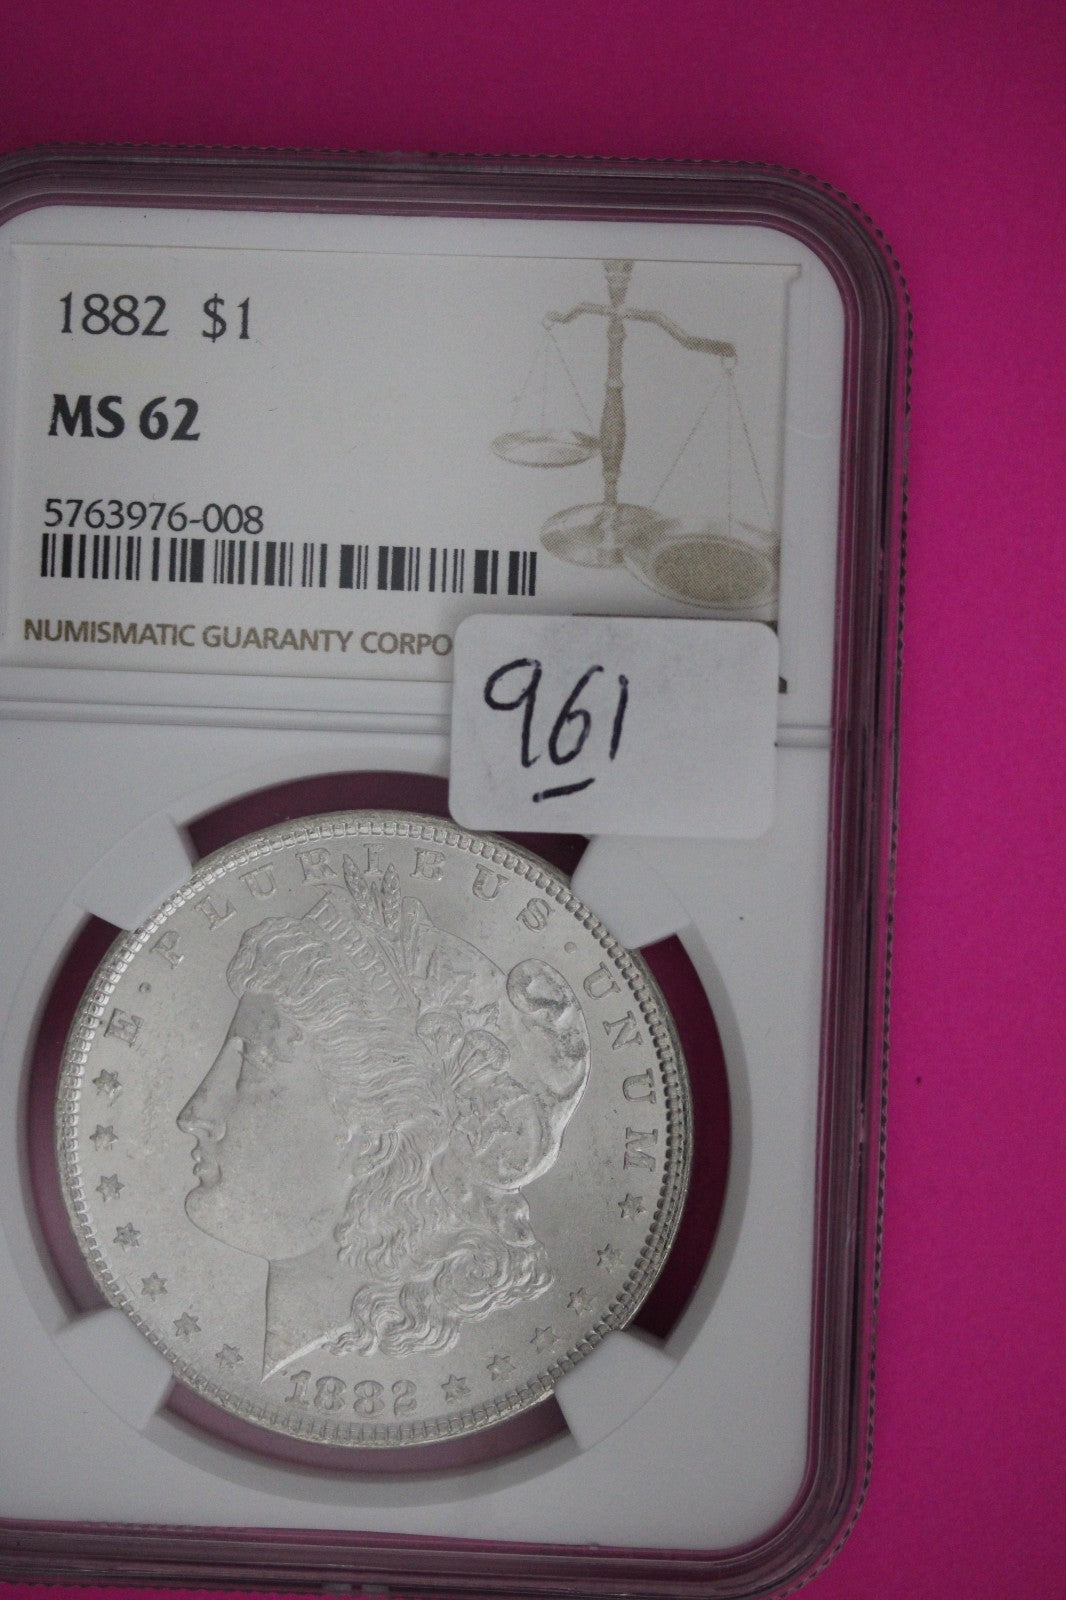 1882 $1
MS 62
5763976-008
NUMISMATIC GUARANTY CORPO
961
E · PLURIBUS · UNUM
LIBERTY
1882